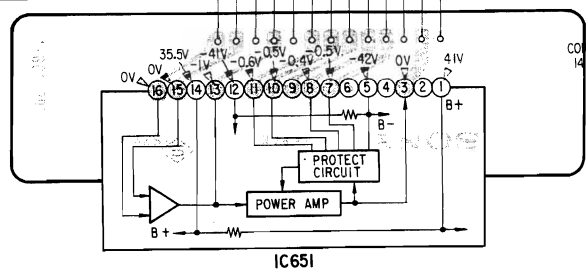 35.5V -41V -0.5V -0.5V
0V 0V -1V -0.6V -0.4V -42V 0V 41V
16 15 14 13 12 11 10 9 8 7 6 5 4 3 2 1
B+
B-
PROTECT
CIRCUIT
POWER AMP
B+
IC651
14